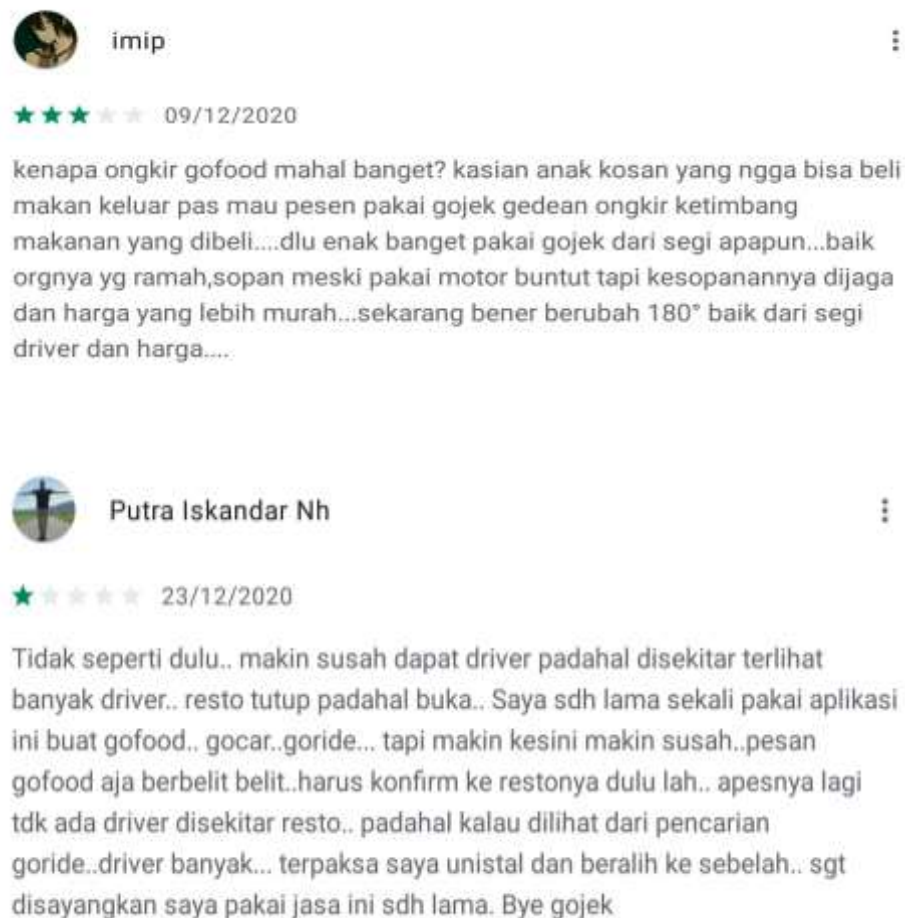 imip
09/12/2020
kenapa ongkir gofood mahal banget? kasian anak kosan yang ngga bisa beli
makan keluar pas mau pesen pakai gojek gedean ongkir ketimbang
makanan yang dibeli....dlu enak banget pakai gojek dari segi apapun...baik
orgnya yg ramah,sopan meski pakai motor buntut tapi kesopanannya dijaga
dan harga yang lebih murah...sekarang bener berubah 180° baik dari segi
driver dan harga....
Putra Iskandar Nh
23/12/2020
Tidak seperti dulu.. makin susah dapat driver padahal disekitar terlihat
banyak driver.. resto tutup padahal buka.. Saya sdh lama sekali pakai aplikasi
ini buat gofood.. gocar..goride... tapi makin kesini makin susah..pesan
gofood aja berbelit belit..harus konfirm ke restonya dulu lah.. apesnya lagi
tdk ada driver disekitar resto.. padahal kalau dilihat dari pencarian
goride..driver banyak... terpaksa saya unistal dan beralih ke sebelah.. sgt
disayangkan saya pakai jasa ini sdh lama. Bye gojek